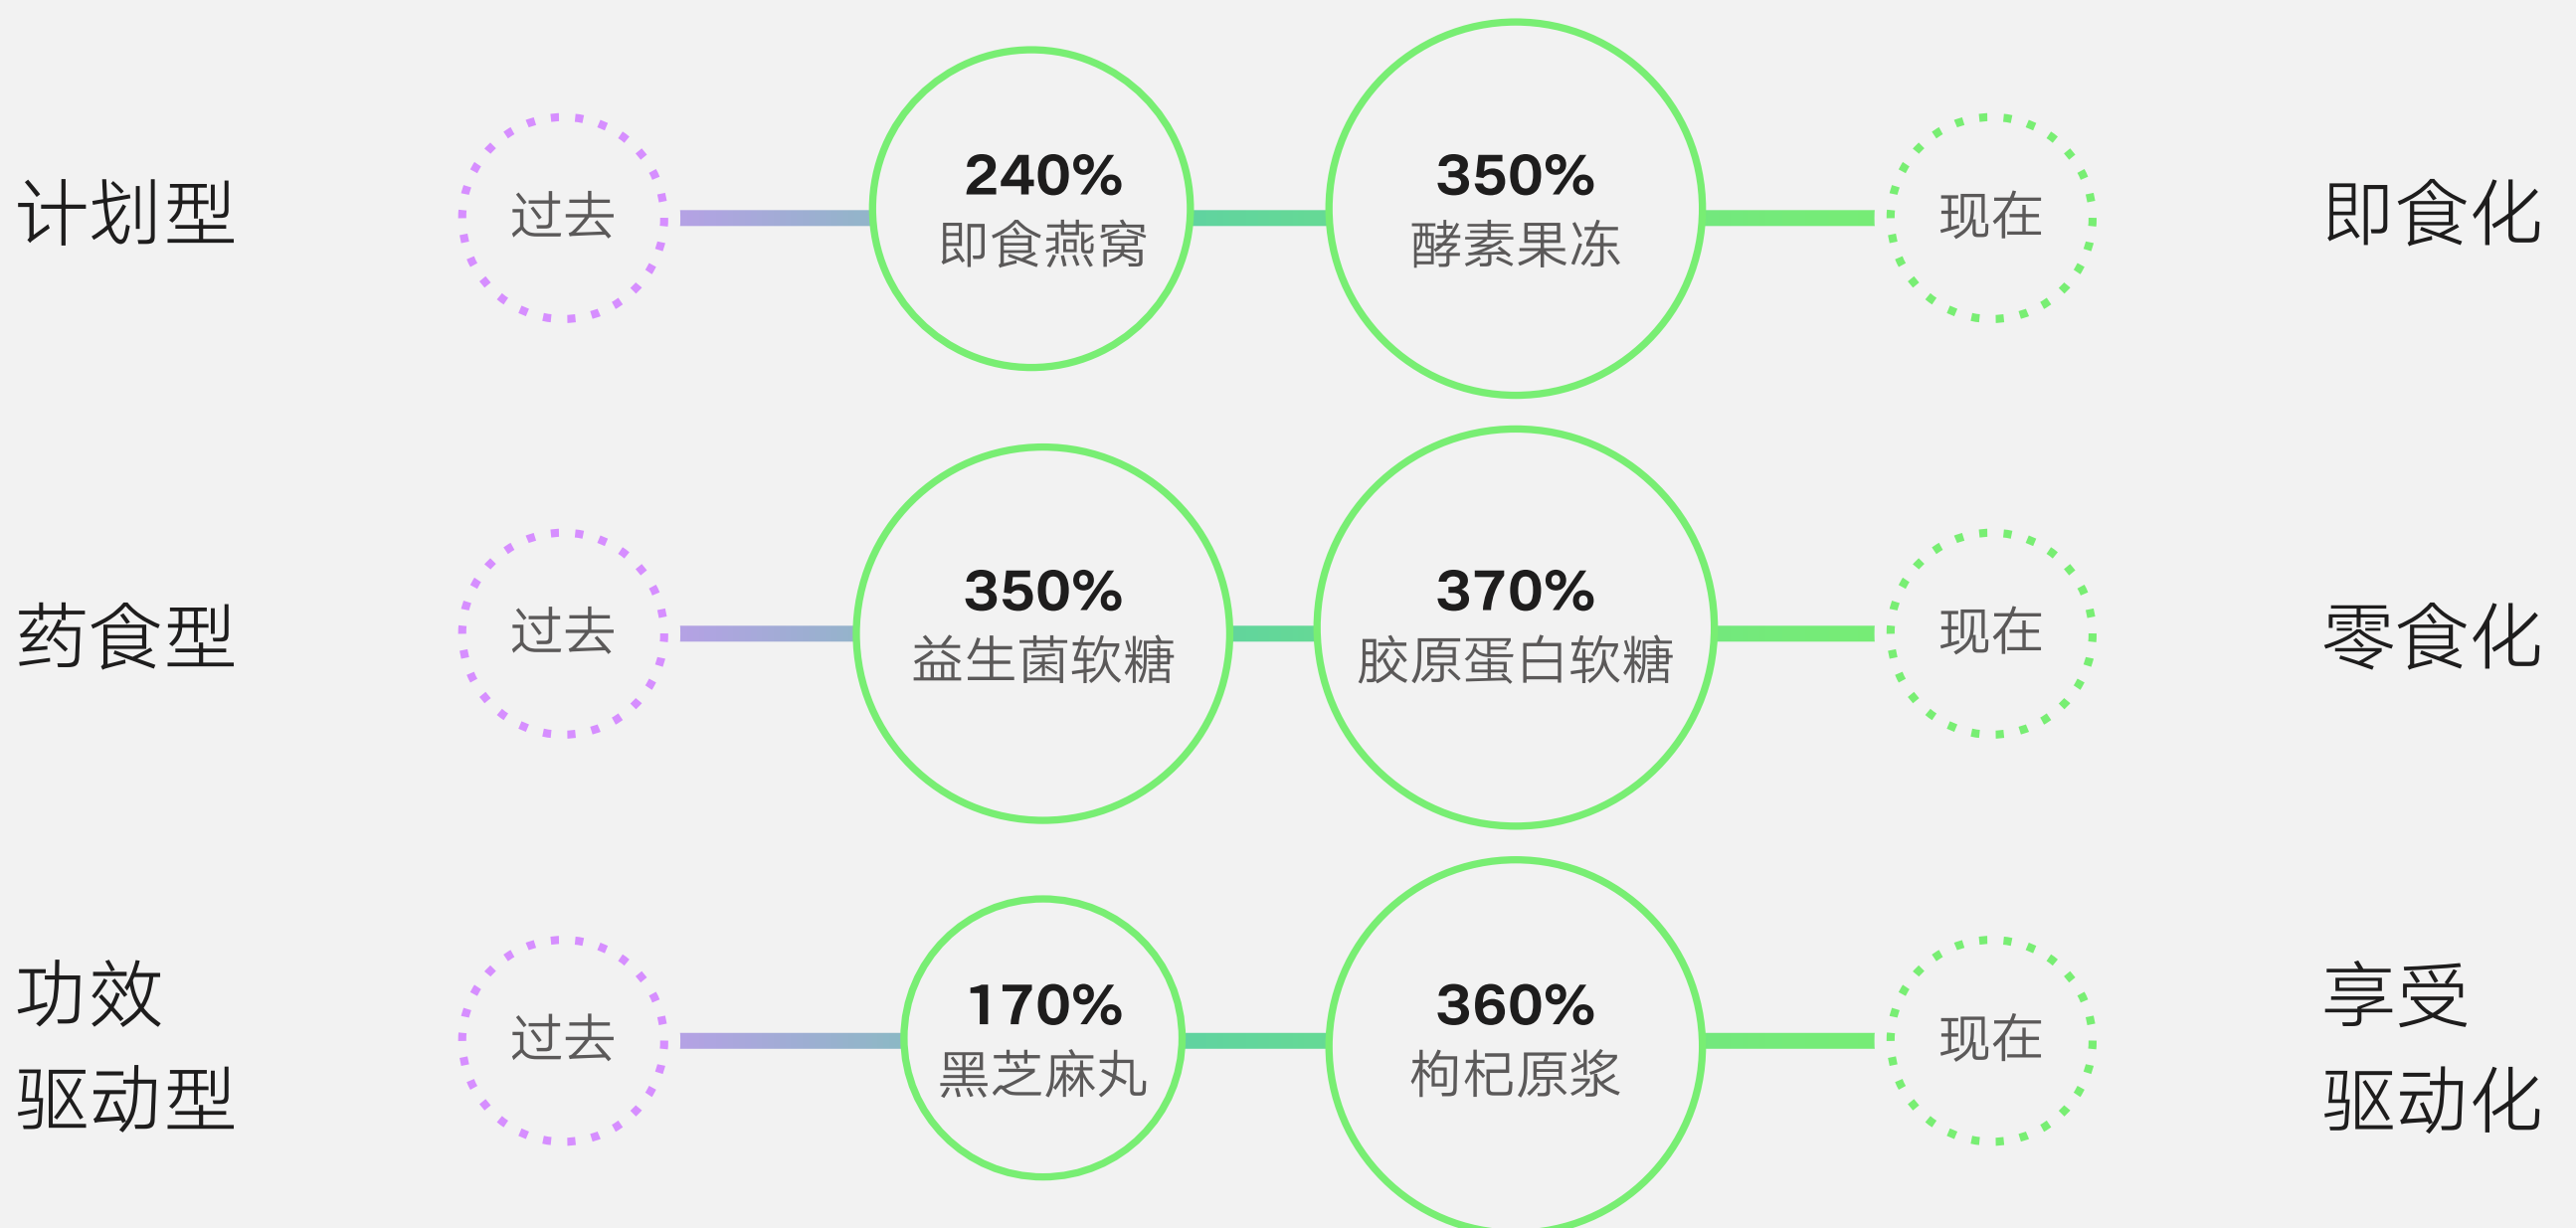 计划型
过去
240%
即食燕窝
350%
酵素果冻
现在
即食化
药食型
过去
350%
益生菌软糖
370%
胶原蛋白软糖
现在
零食化
功效
驱动型
过去
170%
黑芝麻丸
360%
枸杞原浆
现在
享受
驱动化